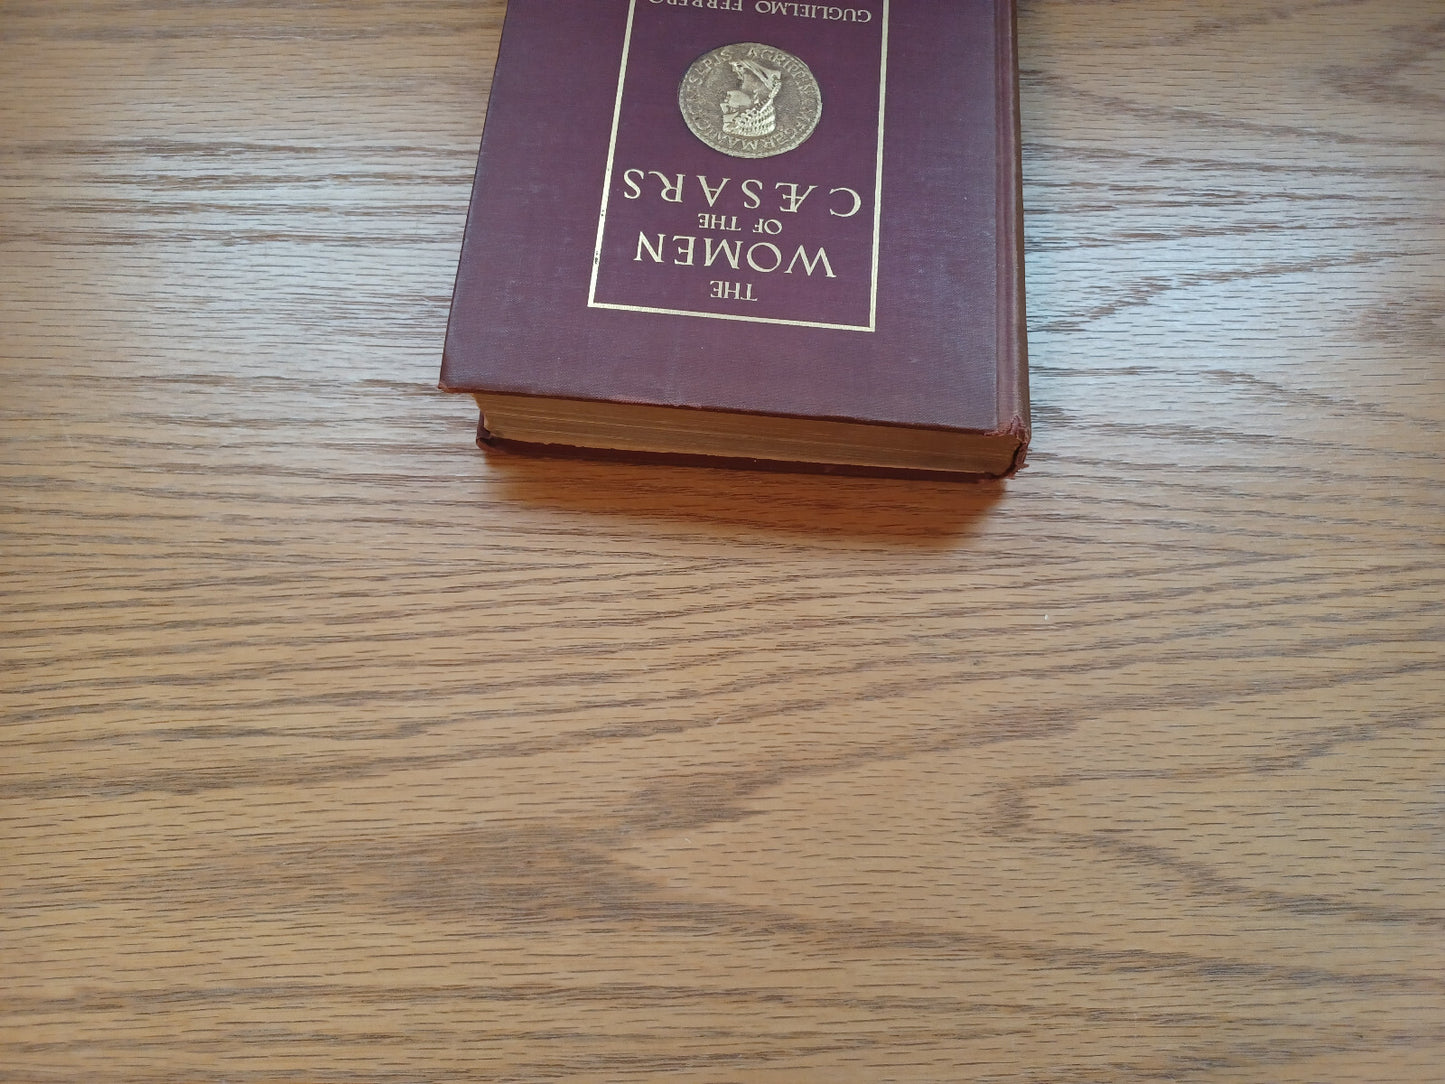 THE
WOMEN
OF THE
CÆSARS
GUGLIELMO FERRERO